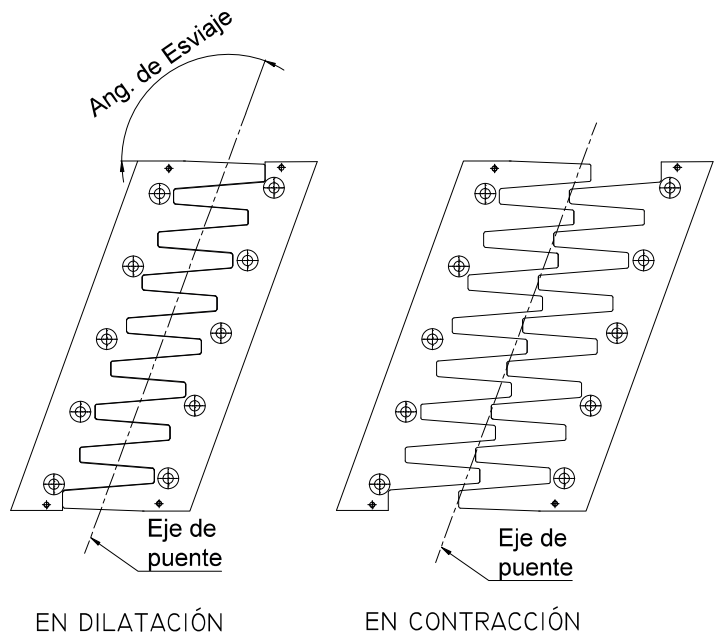 Ang. de Esviaje
Eje de
puente
Eje de
puente
EN DILATACIÓN
EN CONTRACCIÓN